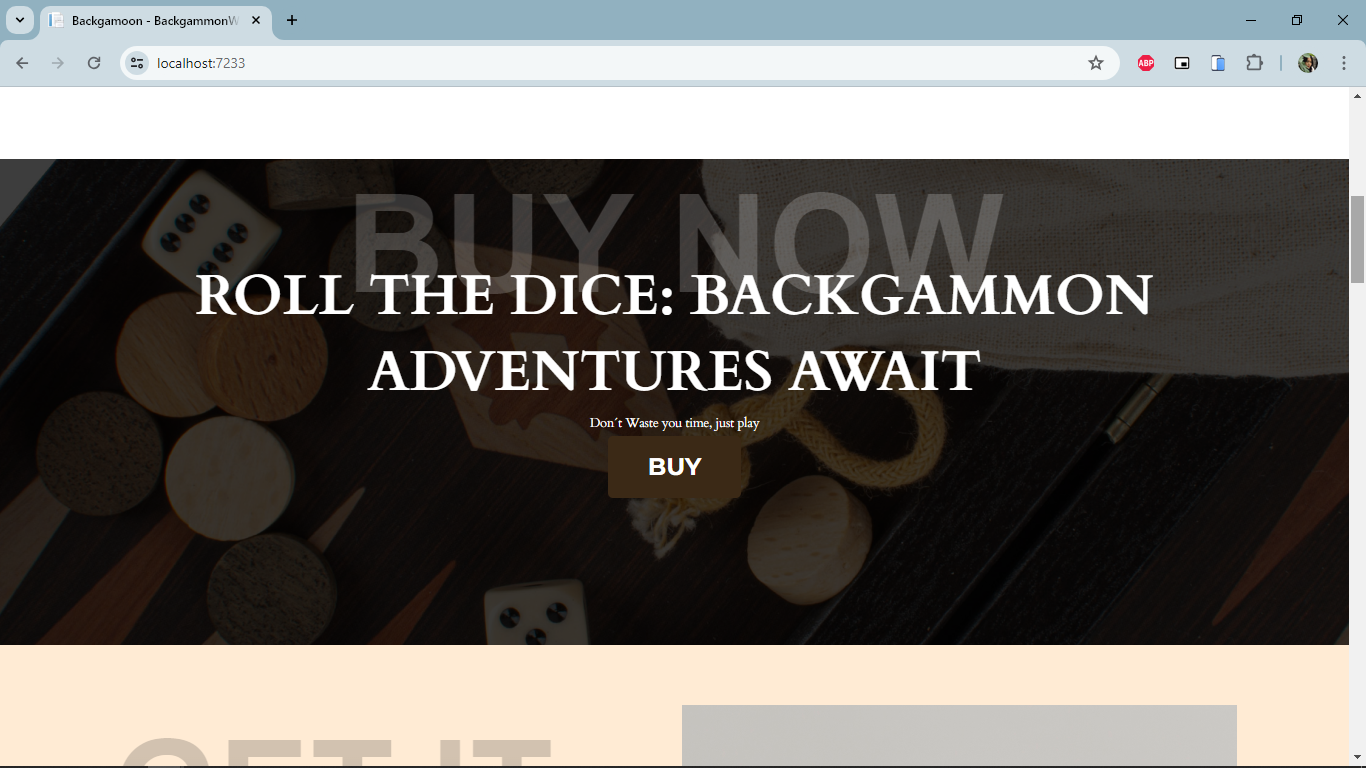 Backgamoon - BackgammonW
localhost:7233
ABP
BUY NOW
ROLL THE DICE: BACKGAMMON
ADVENTURES AWAIT
Don´t Waste you time, just play
BUY
GET IT